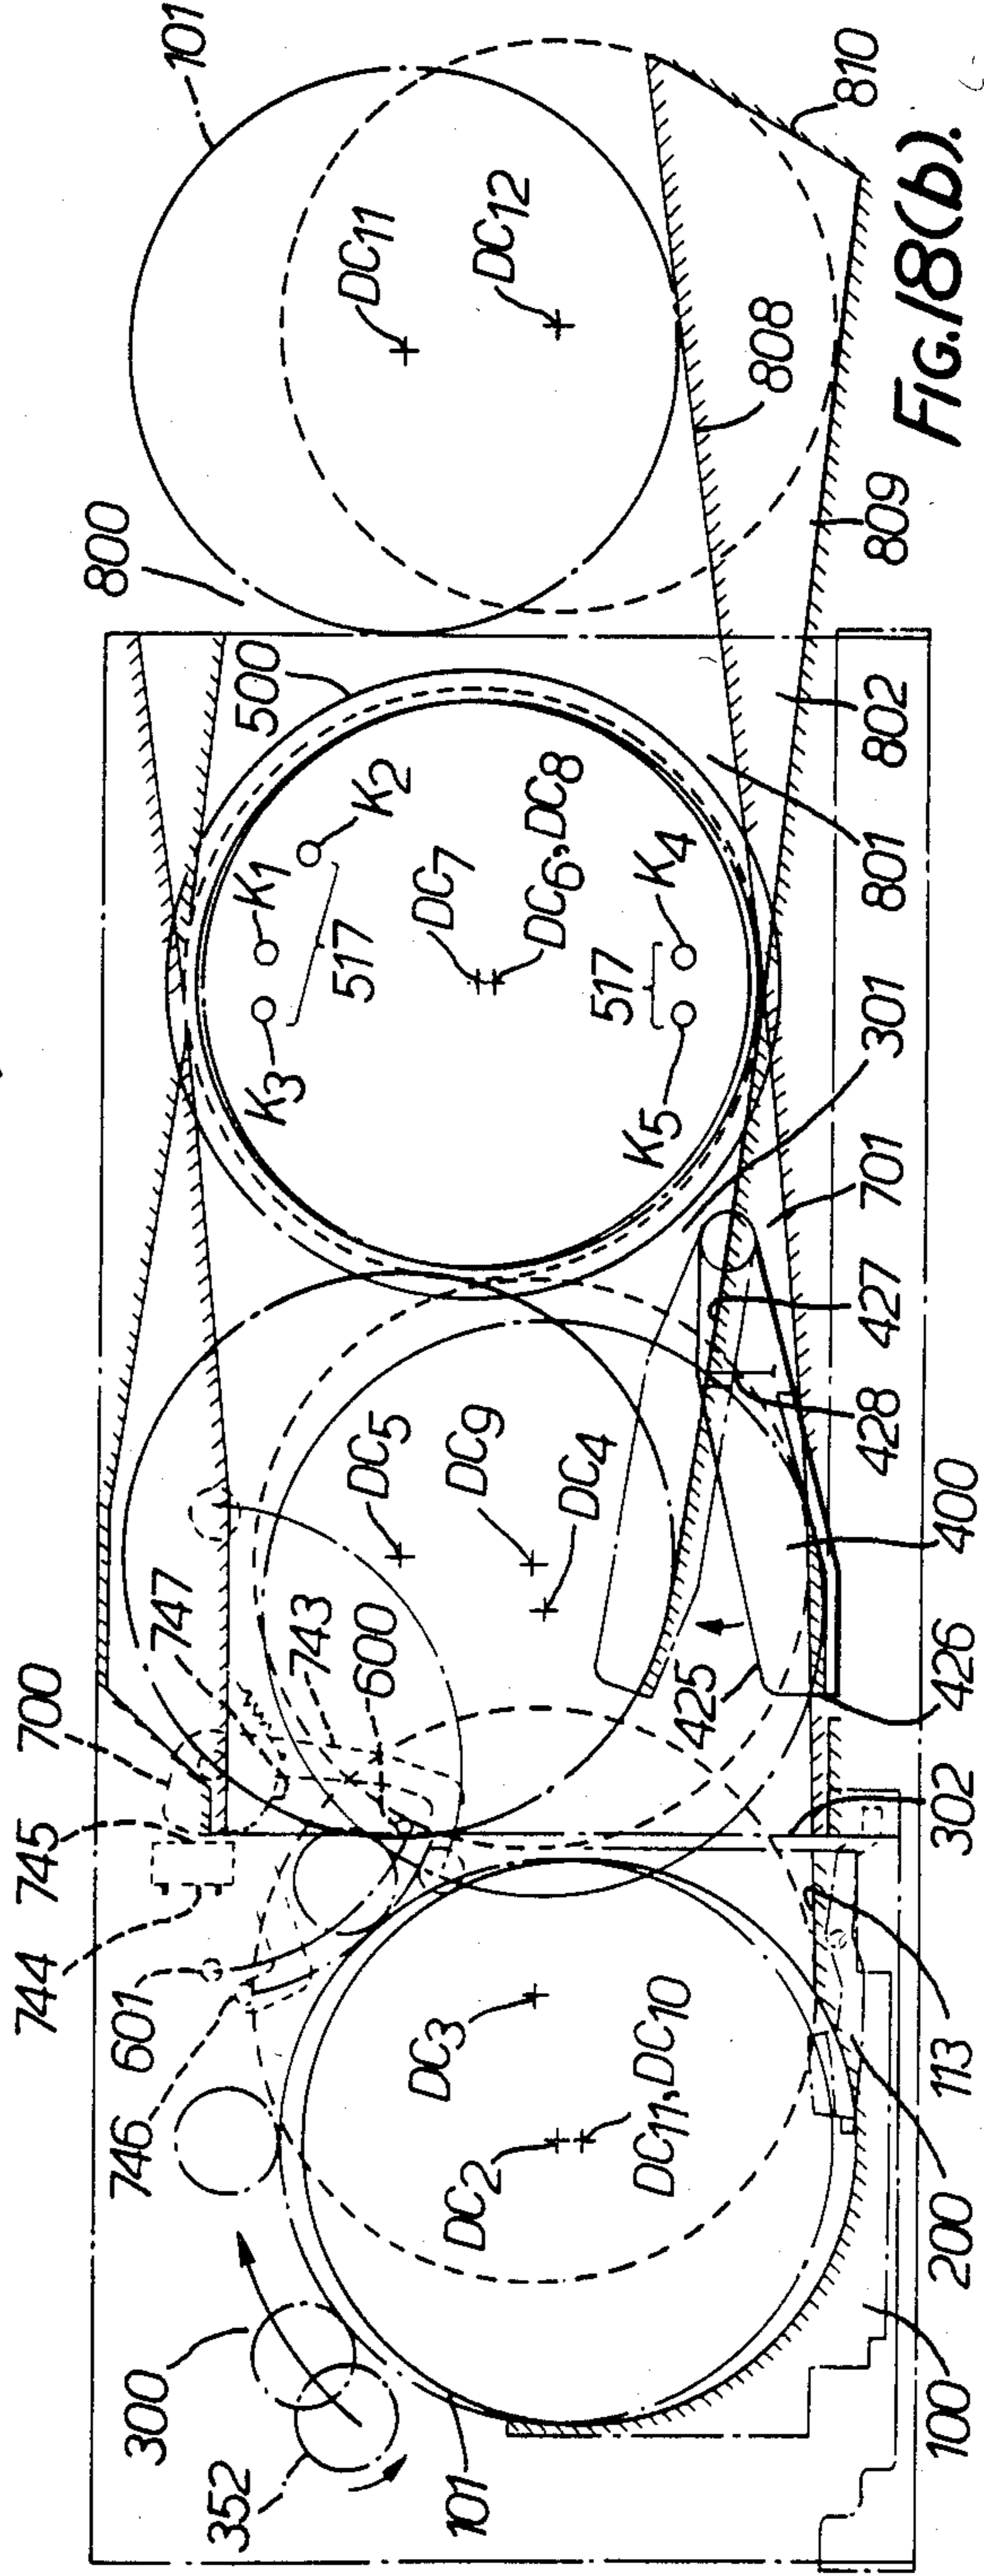 101
DC11
DC12
810
808
809
800
500
802
801
K1
K2
K3
517
DC7
DC6,DC8
K4
517
K5
301
701
427
428
400
426
425
DC5
DC9
DC4
747
743
600
700
745
744
601
746
302
113
200
100
DC3
DC2
DC11,DC10
300
352
101
FIG.18(b).